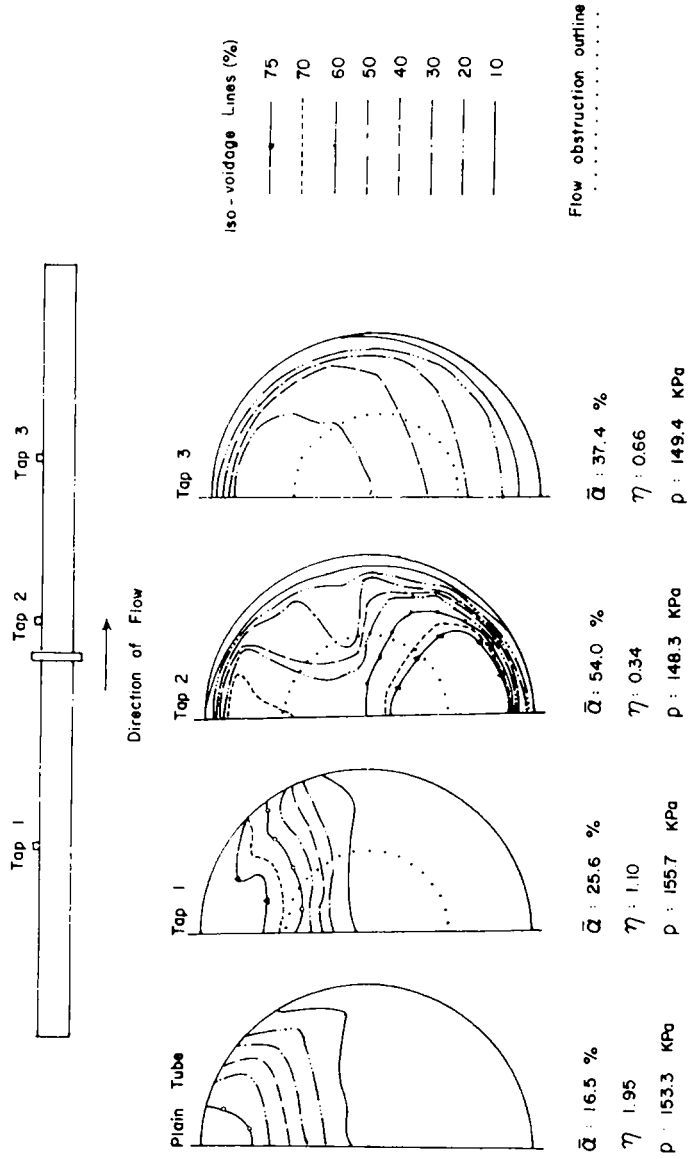 Tap 1
Tap 2
Tap 3
Direction of Flow
Plain Tube
Tap 1
Tap 2
Tap 3
ᾱ : 16.5 %
η : 1.95
p : 153.3 KPa
ᾱ : 25.6 %
η : 1.10
p : 155.7 KPa
ᾱ : 54.0 %
η : 0.34
p : 148.3 KPa
ᾱ : 37.4 %
η : 0.66
p : 149.4 KPa
Iso-voidage Lines (%)
75
70
60
50
40
30
20
10
Flow obstruction outline